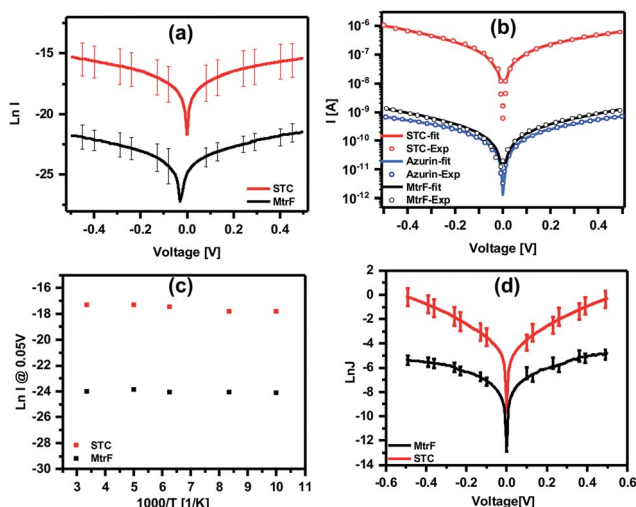 (a)
Ln I
-15
-20
-25
STC
MtrF
-0.4 -0.2 0.0 0.2 0.4
Voltage [V]
(b)
I [A]
10-6
10-7
10-8
10-9
10-10
10-11
10-12
STC-fit
STC-Exp
Azurin-fit
Azurin-Exp
MtrF-fit
MtrF-Exp
-0.4 -0.2 0.0 0.2 0.4
Voltage [V]
(c)
Ln I @ 0.05V
-14
-16
-18
-20
-22
-24
-26
-28
-30
STC
MtrF
3 4 5 6 7 8 9 10 11
1000/T [1/K]
(d)
LnJ
2
0
-2
-4
-6
-8
-10
-12
-14
MtrF
STC
-0.6 -0.4 -0.2 0.0 0.2 0.4 0.6
Voltage[V]